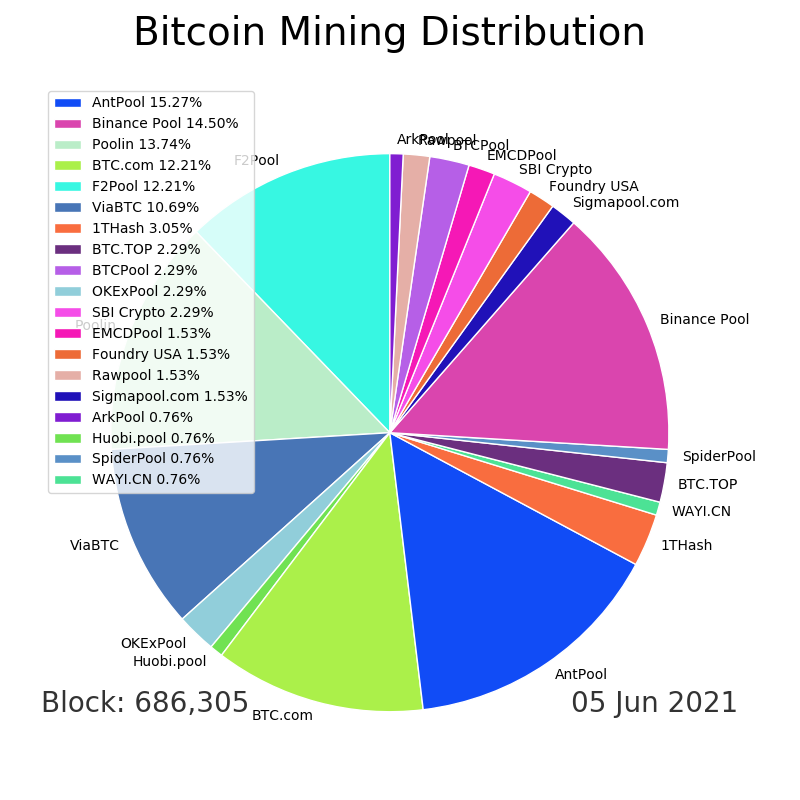 Bitcoin Mining Distribution
AntPool 15.27%
Binance Pool 14.50%
Poolin 13.74%
BTC.com 12.21%
F2Pool 12.21%
ViaBTC 10.69%
1THash 3.05%
BTC.TOP 2.29%
BTCPool 2.29%
OKExPool 2.29%
SBI Crypto 2.29%
EMCDPool 1.53%
Foundry USA 1.53%
Rawpool 1.53%
Sigmapool.com 1.53%
ArkPool 0.76%
Huobi.pool 0.76%
SpiderPool 0.76%
WAYI.CN 0.76%
ArkPool
Rawpool
BTCPool
EMCDPool
SBI Crypto
Foundry USA
Sigmapool.com
Binance Pool
SpiderPool
BTC.TOP
WAYI.CN
1THash
AntPool
BTC.com
Huobi.pool
OKExPool
ViaBTC
Poolin
F2Pool
Block: 686,305
05 Jun 2021